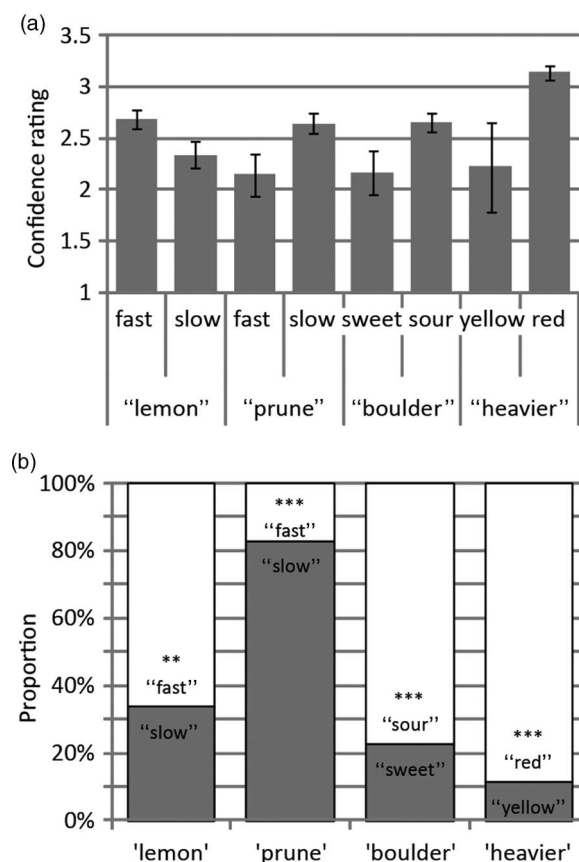 (a)
Confidence rating
3.5
3
2.5
2
1.5
1
fast slow fast slow sweet sour yellow red
“lemon” “prune” “boulder” “heavier”
(b)
Proportion
100%
80%
60%
40%
20%
0%
**
“fast”
“slow”
***
“fast”
“slow”
***
“sour”
“sweet”
***
“red”
“yellow”
'lemon' 'prune' 'boulder' 'heavier'